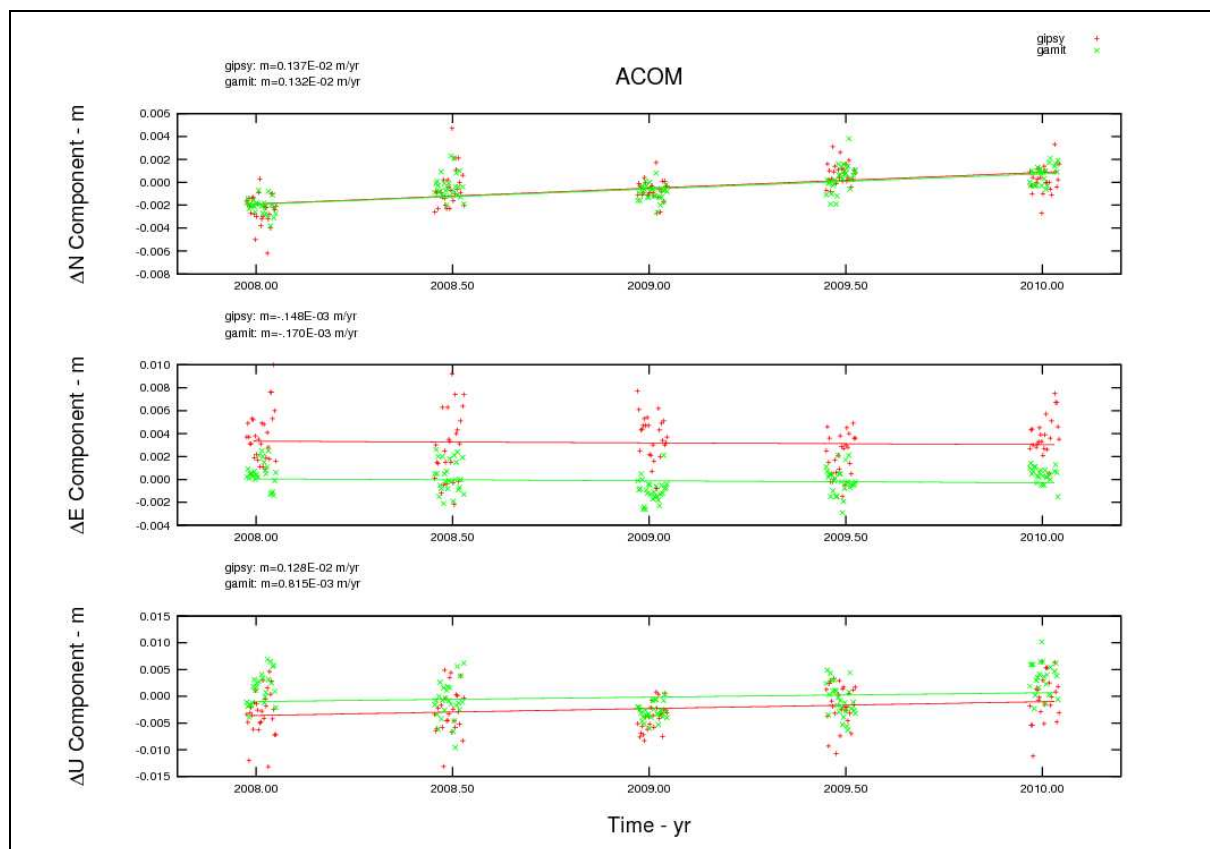 gipsy
gamit
gipsy: m=0.137E-02 m/yr
gamit: m=0.132E-02 m/yr
ACOM
ΔN Component - m
0.006
0.004
0.002
0.000
-0.002
-0.004
-0.006
-0.008
2008.00 2008.50 2009.00 2009.50 2010.00
gipsy: m=-.148E-03 m/yr
gamit: m=-.170E-03 m/yr
ΔE Component - m
0.010
0.008
0.006
0.004
0.002
0.000
-0.002
-0.004
2008.00 2008.50 2009.00 2009.50 2010.00
gipsy: m=0.128E-02 m/yr
gamit: m=0.815E-03 m/yr
ΔU Component - m
0.015
0.010
0.005
0.000
-0.005
-0.010
-0.015
2008.00 2008.50 2009.00 2009.50 2010.00
Time - yr